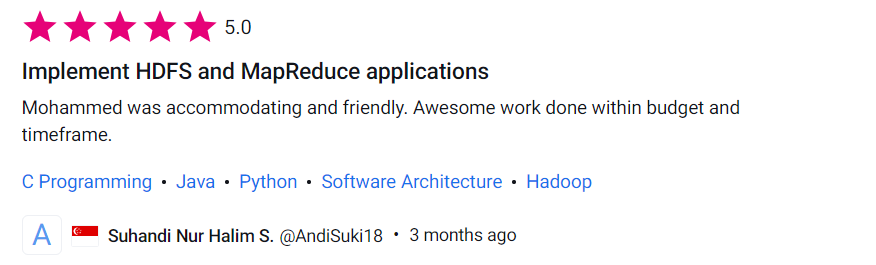 5.0
Implement HDFS and MapReduce applications
Mohammed was accommodating and friendly. Awesome work done within budget and
timeframe.
C Programming • Java • Python • Software Architecture • Hadoop
A Suhandi Nur Halim S. @AndiSuki18 • 3 months ago